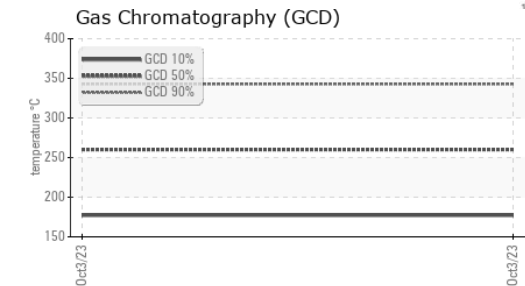 Gas Chromatography (GCD)
400
350
300
250
200
150
temperature °C
GCD 10%
GCD 50%
GCD 90%
Oct3/23
Oct3/23